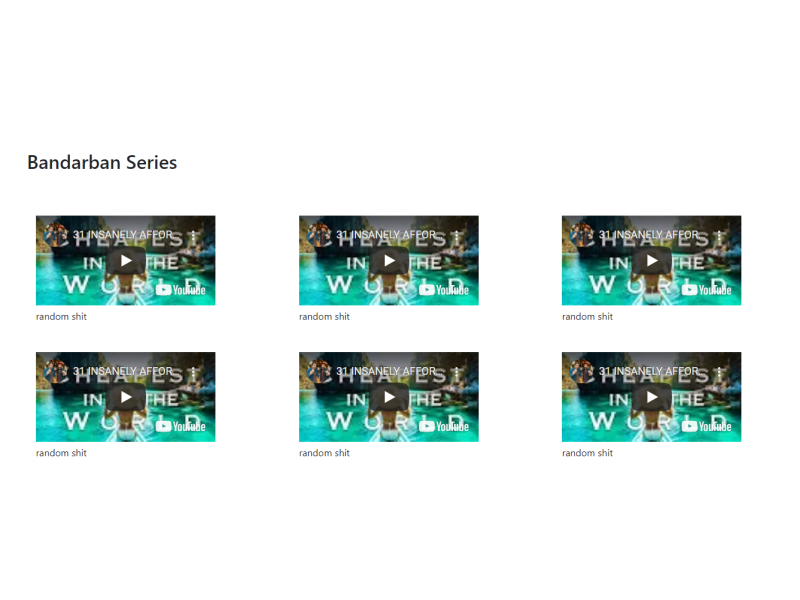 Bandarban Series
31 INSANELY AFFOR
CHEAPEST
IN THE
WORLD
YouTube
random shit
31 INSANELY AFFOR
CHEAPEST
IN THE
WORLD
YouTube
random shit
31 INSANELY AFFOR
CHEAPEST
IN THE
WORLD
YouTube
random shit
31 INSANELY AFFOR
CHEAPEST
IN THE
WORLD
YouTube
random shit
31 INSANELY AFFOR
CHEAPEST
IN THE
WORLD
YouTube
random shit
31 INSANELY AFFOR
CHEAPEST
IN THE
WORLD
YouTube
random shit